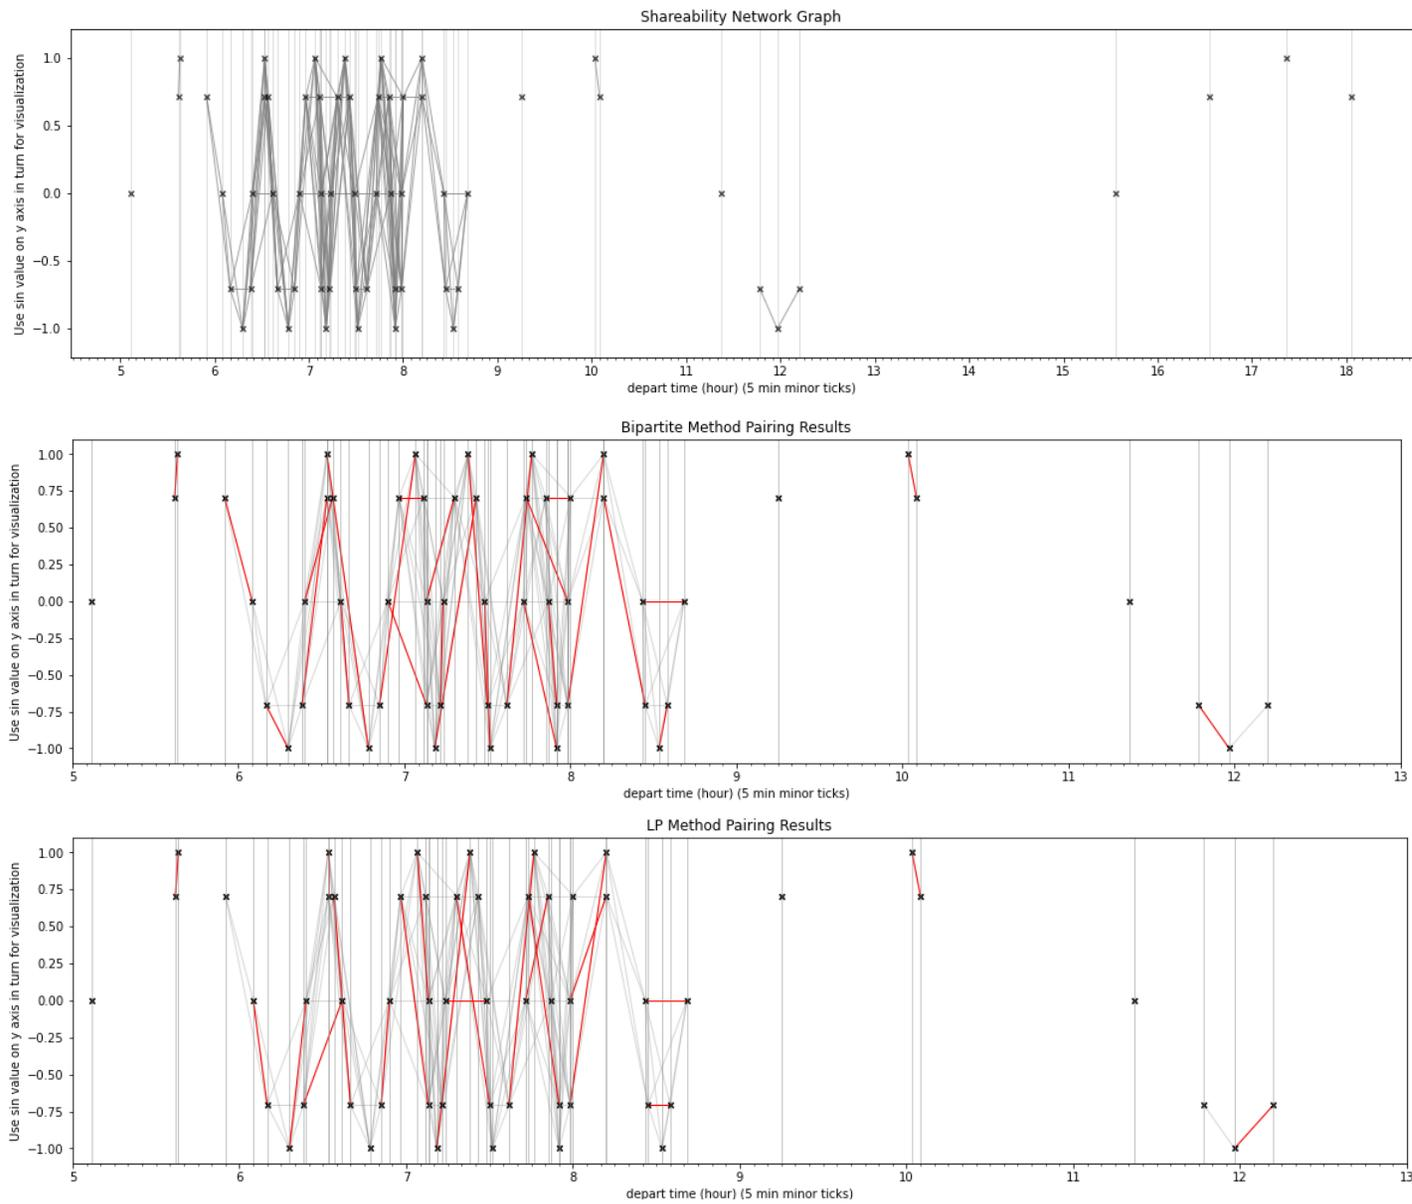 Shareability Network Graph
Use sin value on y axis in turn for visualization
1.0
0.5
0.0
−0.5
−1.0
5 6 7 8 9 10 11 12 13 14 15 16 17 18
depart time (hour) (5 min minor ticks)
Bipartite Method Pairing Results
Use sin value on y axis in turn for visualization
1.00
0.75
0.50
0.25
0.00
−0.25
−0.50
−0.75
−1.00
5 6 7 8 9 10 11 12 13
depart time (hour) (5 min minor ticks)
LP Method Pairing Results
Use sin value on y axis in turn for visualization
1.00
0.75
0.50
0.25
0.00
−0.25
−0.50
−0.75
−1.00
5 6 7 8 9 10 11 12 13
depart time (hour) (5 min minor ticks)